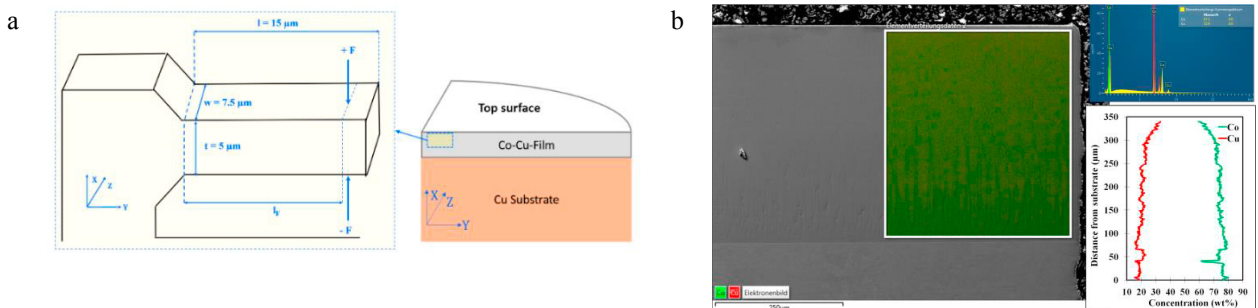 a
l = 15 µm
+ F
w = 7.5 µm
t = 5 µm
X
Z
Y
l_F
- F
Top surface
Co-Cu-Film
Cu Substrate
X
Z
Y
b
Co
Cu
Elektronenbild
250µm
Distance from substrate (µm)
350
300
250
200
150
100
50
0
Co
Cu
10 20 30 40 50 60 70 80 90
Concentration (wt%)